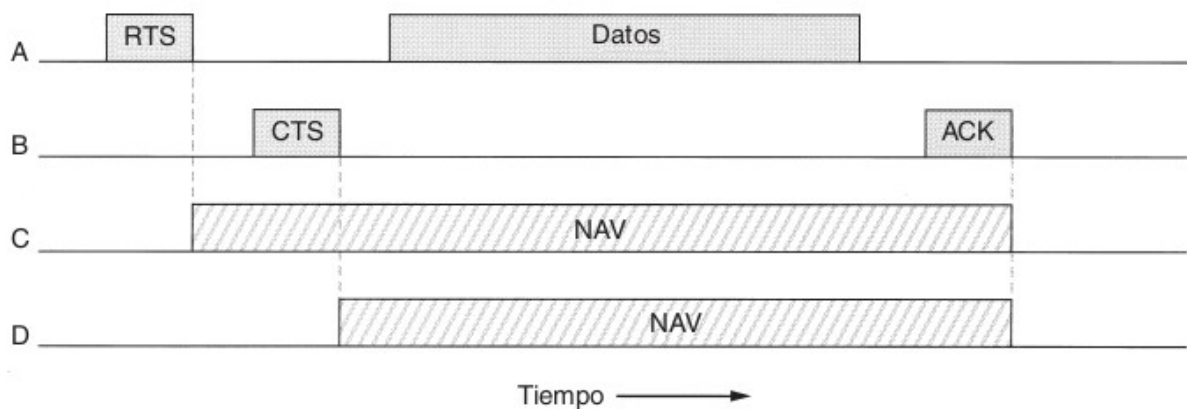 RTS
Datos
A
CTS
ACK
B
NAV
C
NAV
D
Tiempo